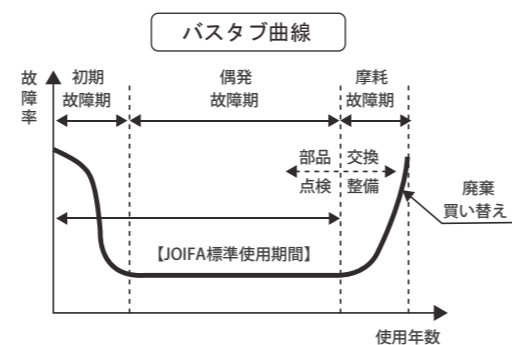 バスタブ曲線
故障率
初期
故障期
偶発
故障期
摩耗
故障期
部品 交換
点検 整備
廃棄
買い替え
【JOIFA標準使用期間】
使用年数